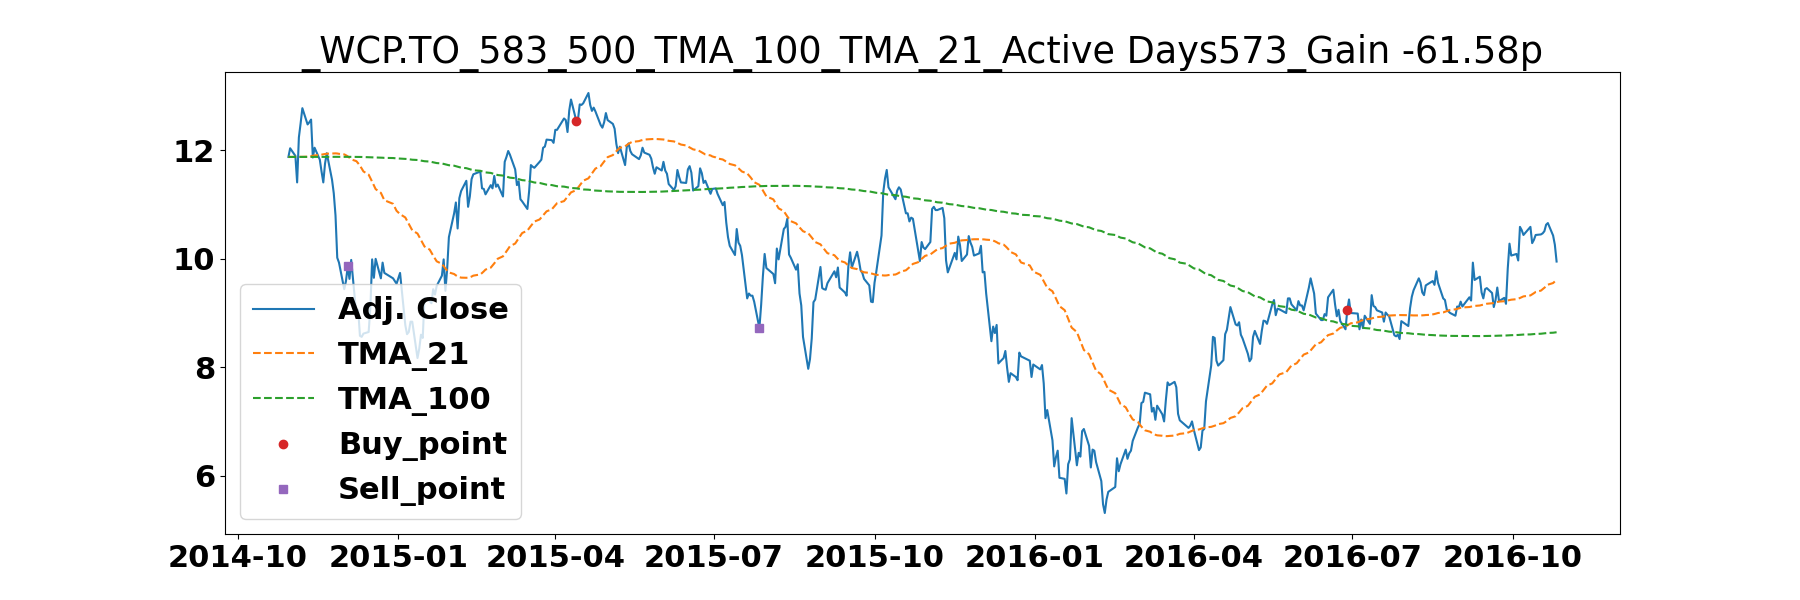 _WCP.TO_583_500_TMA_100_TMA_21_Active Days573_Gain -61.58p
12
10
8
6
Adj. Close
TMA_21
TMA_100
Buy_point
Sell_point
2014-10 2015-01 2015-04 2015-07 2015-10 2016-01 2016-04 2016-07 2016-10